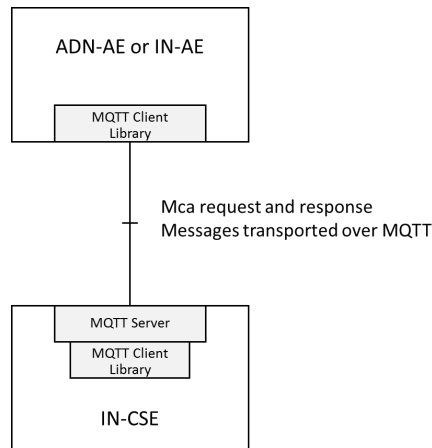 ADN-AE or IN-AE
MQTT Client
Library
Mca request and response
Messages transported over MQTT
MQTT Server
MQTT Client
Library
IN-CSE